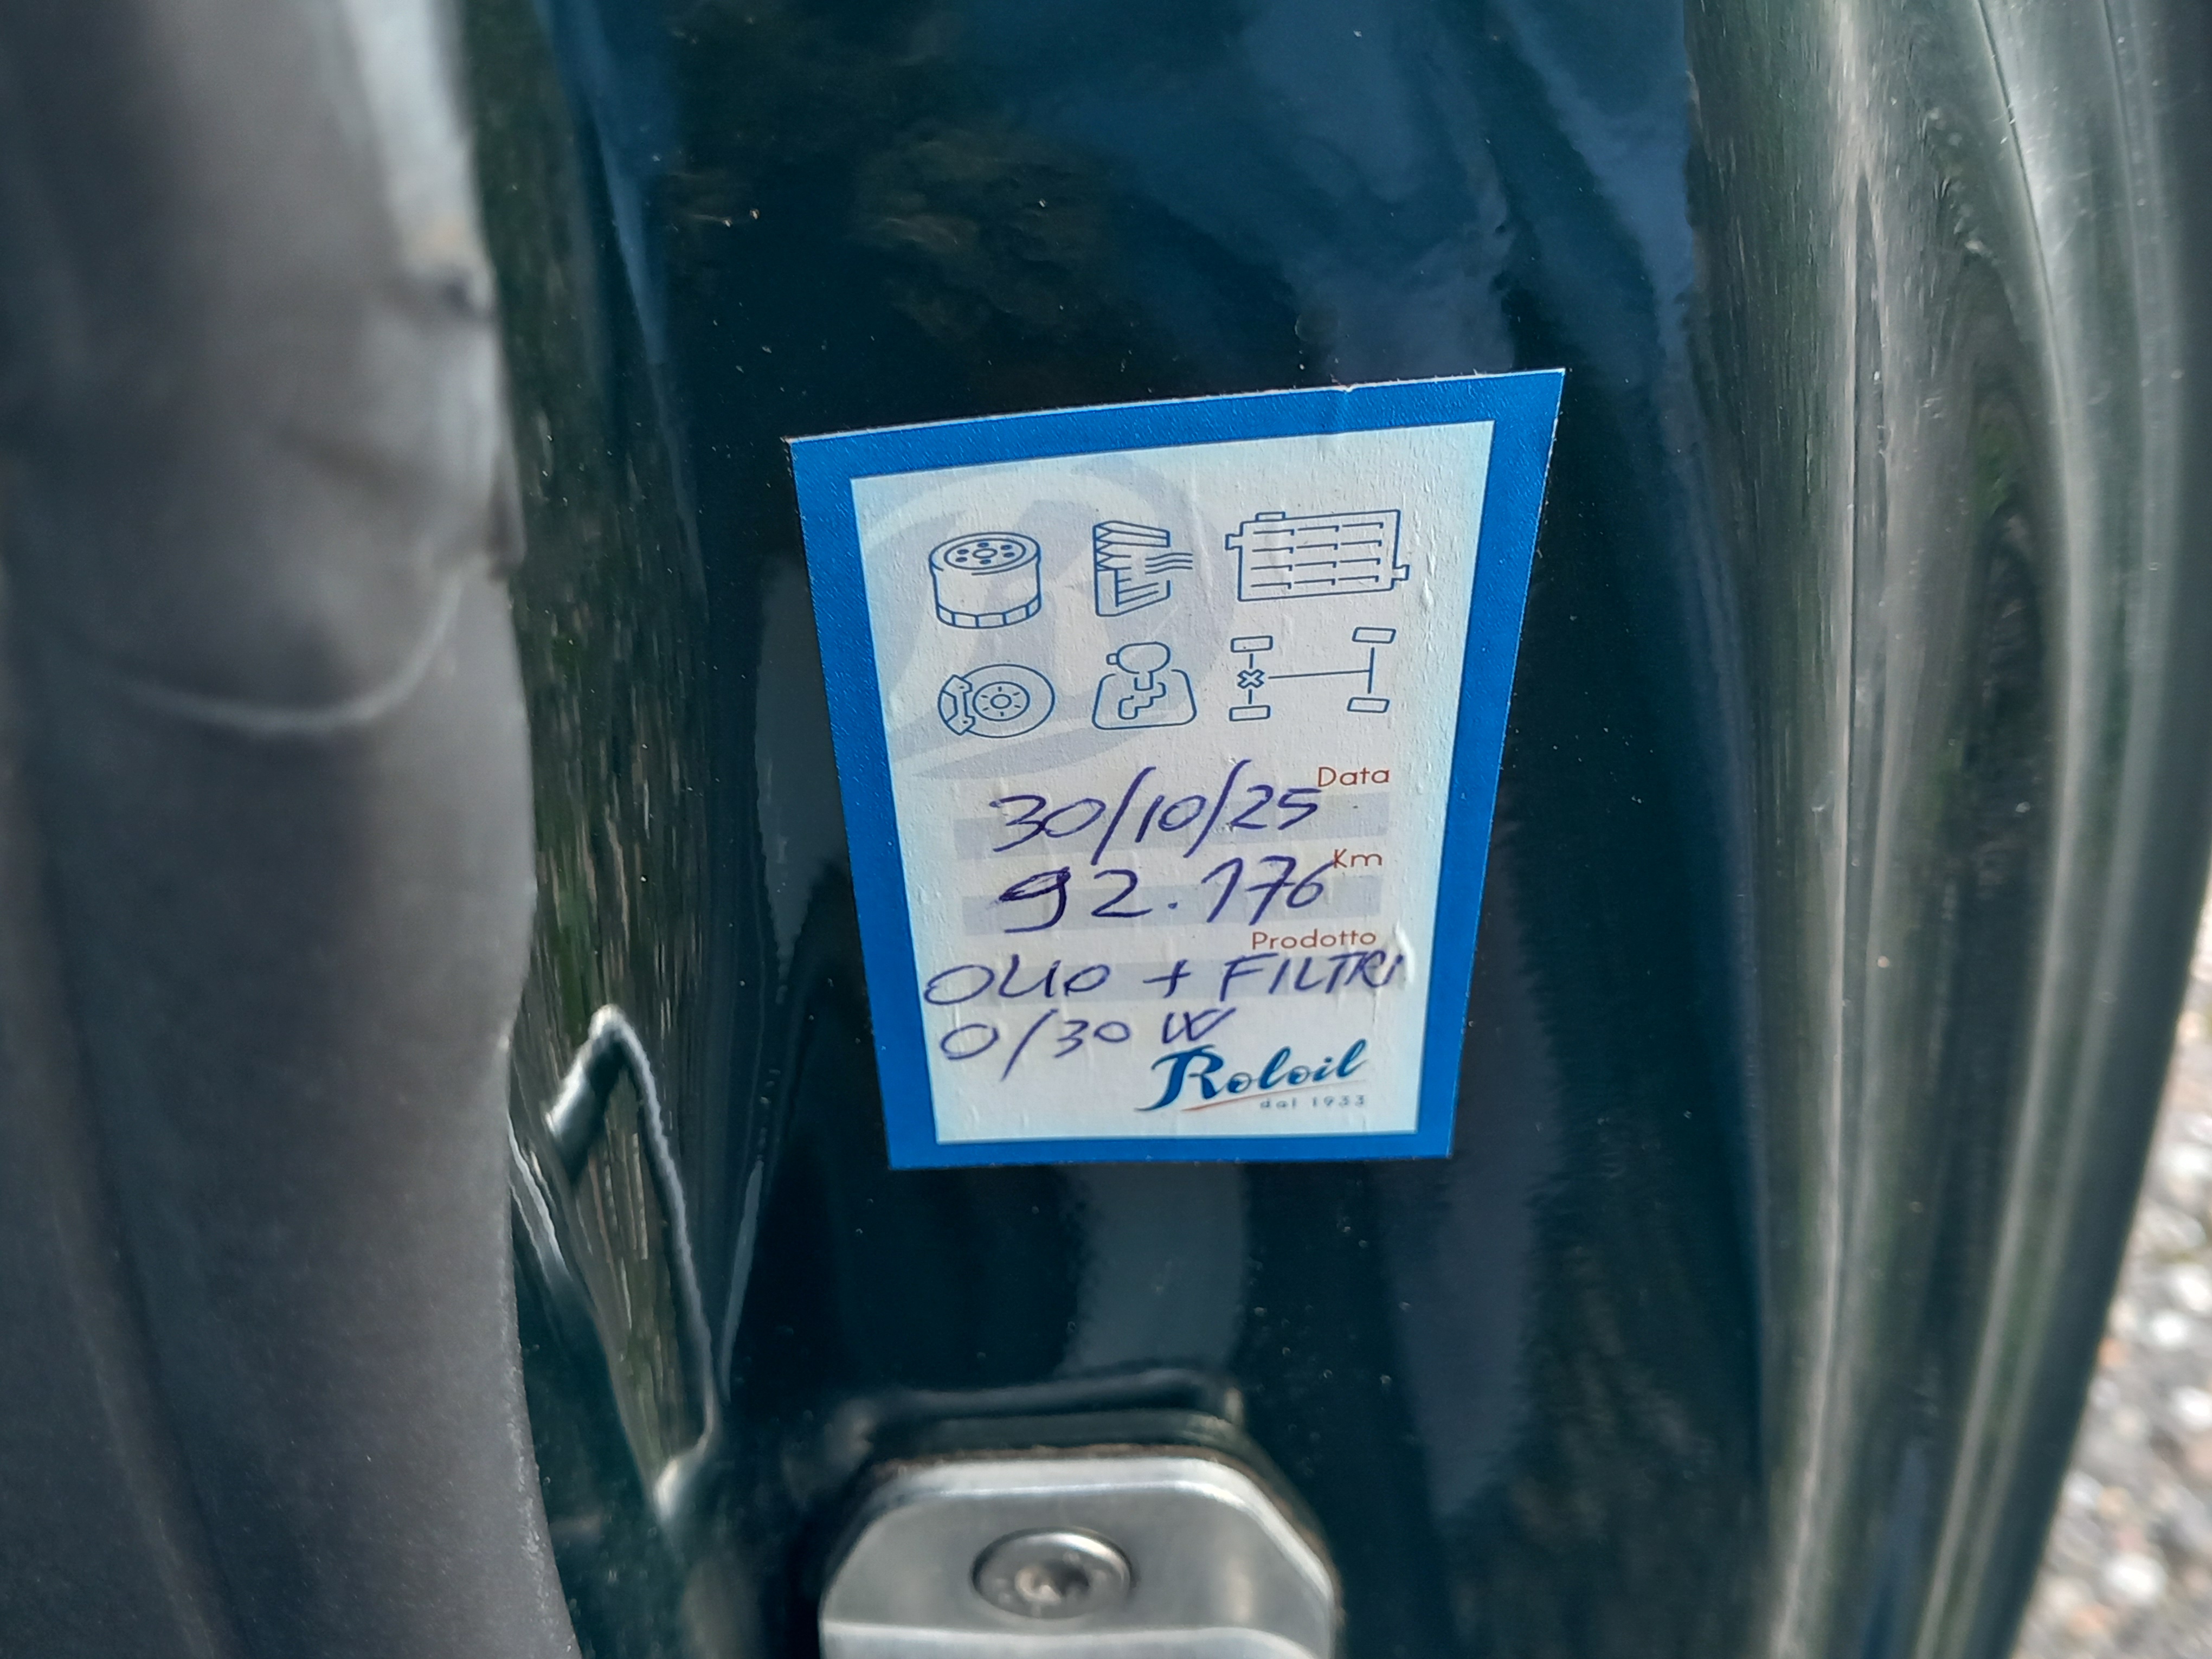 Data
30/10/25
Km
92.176
Prodotto
OLIO + FILTRI
0/30 W
Roloil
dal 1933